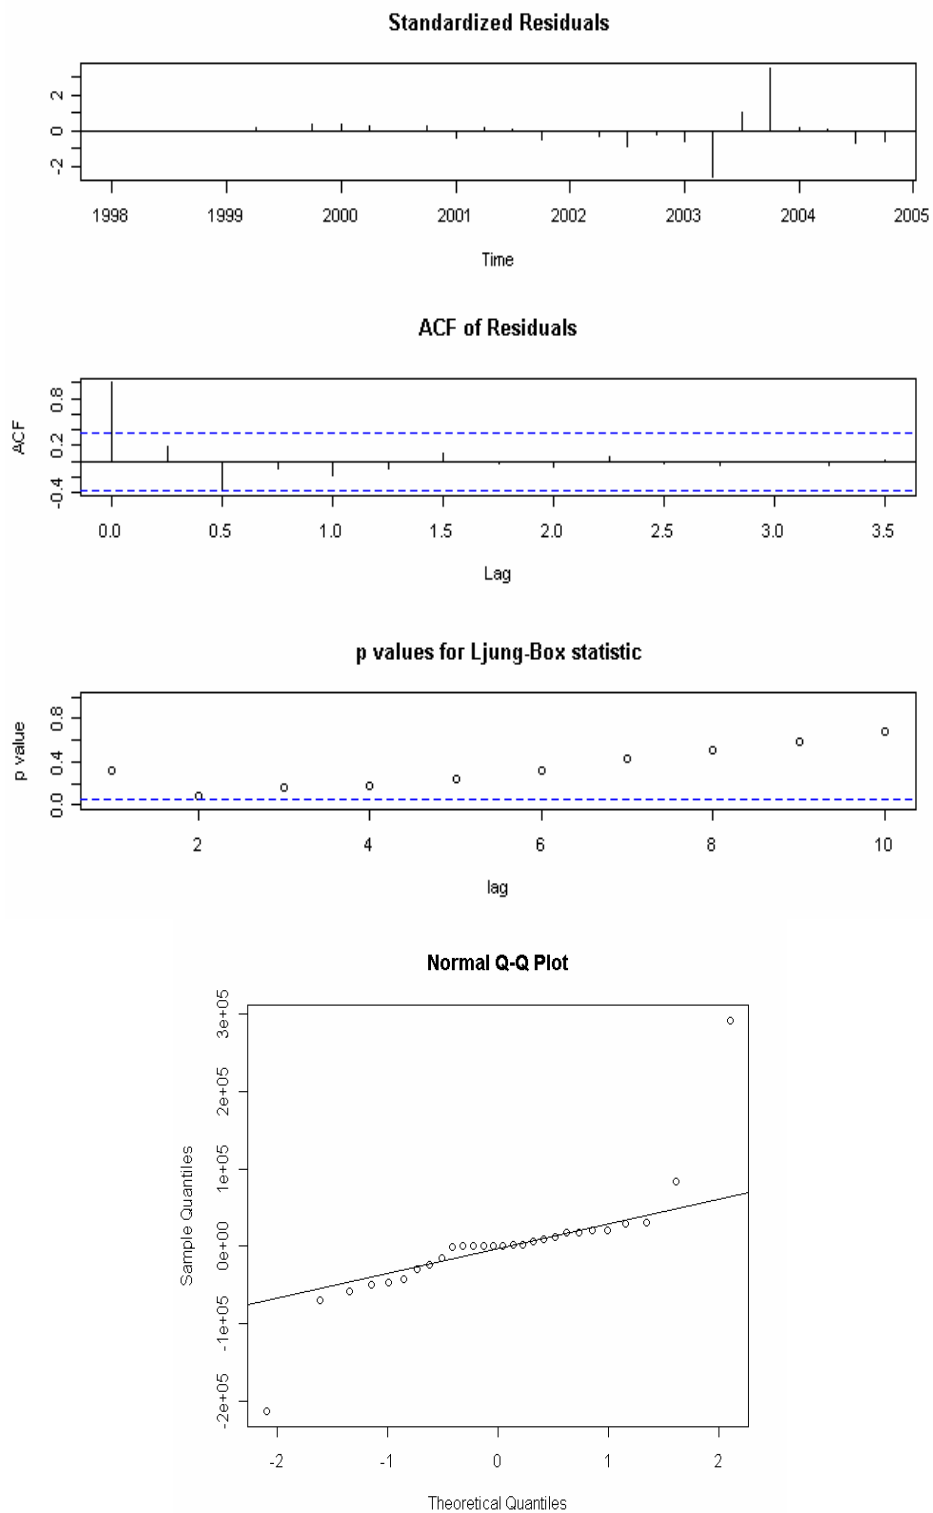 Standardized Residuals
2
0
-2
1998 1999 2000 2001 2002 2003 2004 2005
Time
ACF of Residuals
ACF
0.8
0.2
-0.4
0.0 0.5 1.0 1.5 2.0 2.5 3.0 3.5
Lag
p values for Ljung-Box statistic
p value
0.8
0.4
0.0
2 4 6 8 10
lag
Normal Q-Q Plot
Sample Quantiles
3e+05
2e+05
1e+05
0e+00
-1e+05
-2e+05
-2 -1 0 1 2
Theoretical Quantiles